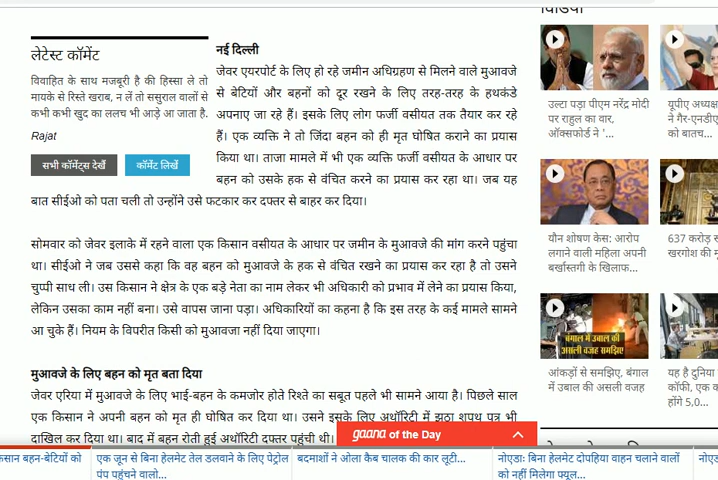 लेटेस्ट कॉमेंट
विवाहित के साथ मजबूरी है की हिस्सा ले तो
मायके से रिस्ते खराब, न लें तो ससुराल वालों से
कभी कभी खुद का ललच भी आड़े आ जाता है.
Rajat
सभी कॉमेंट्स देखें
कॉमेंट लिखें
नई दिल्ली
जेवर एयरपोर्ट के लिए हो रहे जमीन अधिग्रहण से मिलने वाले मुआवजे
से बेटियों और बहनों को दूर रखने के लिए तरह-तरह के हथकंडे
अपनाए जा रहे हैं। इसके लिए लोग फर्जी वसीयत तक तैयार कर रहे
हैं। एक व्यक्ति ने तो जिंदा बहन को ही मृत घोषित कराने का प्रयास
किया था। ताजा मामले में भी एक व्यक्ति फर्जी वसीयत के आधार पर
बहन को उसके हक से वंचित करने का प्रयास कर रहा था। जब यह
बात सीईओ को पता चली तो उन्होंने उसे फटकार कर दफ्तर से बाहर कर दिया।
सोमवार को जेवर इलाके में रहने वाला एक किसान वसीयत के आधार पर जमीन के मुआवजे की मांग करने पहुंचा
था। सीईओ ने जब उससे कहा कि वह बहन को मुआवजे के हक से वंचित रखने का प्रयास कर रहा है तो उसने
चुप्पी साध ली। उस किसान ने क्षेत्र के एक बड़े नेता का नाम लेकर भी अधिकारी को प्रभाव में लेने का प्रयास किया,
लेकिन उसका काम नहीं बना। उसे वापस जाना पड़ा। अधिकारियों का कहना है कि इस तरह के कई मामले सामने
आ चुके हैं। नियम के विपरीत किसी को मुआवजा नहीं दिया जाएगा।
मुआवजे के लिए बहन को मृत बता दिया
जेवर एरिया में मुआवजे के लिए भाई-बहन के कमजोर होते रिश्ते का सबूत पहले भी सामने आया है। पिछले साल
एक किसान ने अपनी बहन को मृत ही घोषित कर दिया था। उसने इसके लिए अथॉरिटी में झूठा शपथ पत्र भी
दाखिल कर दिया था। बाद में बहन रोती हुई अथॉरिटी दफ्तर पहुंची थी।
विडियो
उल्टा पड़ा पीएम नरेंद्र मोदी
पर राहुल का वार,
ऑक्सफोर्ड ने '...
यूपीए अध्यक्ष
ने गैर-एनडीए
को बातच...
यौन शोषण केस: आरोप
लगाने वाली महिला अपनी
बर्खास्तगी के खिलाफ...
637 करोड़
खरगोश की
बंगाल में उबाल की
असली वजह समझिए
आंकड़ों से समझिए, बंगाल
में उबाल की असली वजह
यह है दुनिया
कॉफी, एक
होंगे 5,0...
gaana of the Day
किसान बहन-बेटियों को
एक जून से बिना हेलमेट तेल डलवाने के लिए पेट्रोल
पंप पहुंचने वालो...
बदमाशों ने ओला कैब चालक की कार लूटी...
नोएडा: बिना हेलमेट दोपहिया वाहन चलाने वालों
को नहीं मिलेगा फ्यूल...